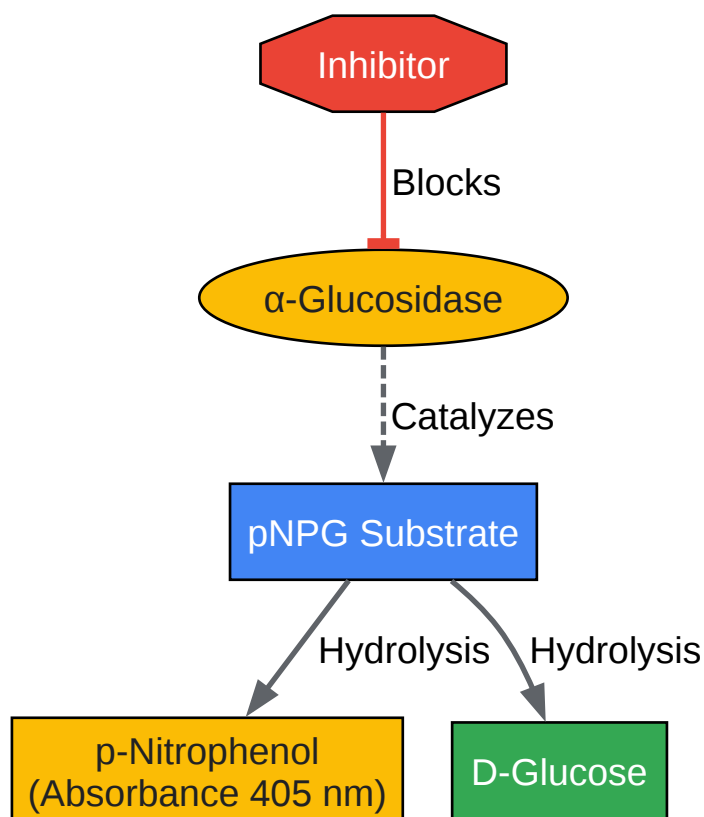 Inhibitor
Blocks
α-Glucosidase
Catalyzes
pNPG Substrate
Hydrolysis
Hydrolysis
p-Nitrophenol
(Absorbance 405 nm)
D-Glucose